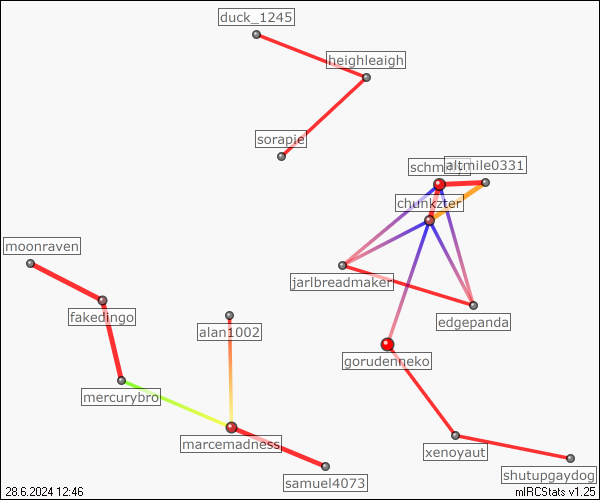 duck_1245
heighleaigh
sorapie
altmile0331
chunkzter
moonraven
jarlbreadmaker
fakedingo
edgepanda
alan1002
gorudenneko
mercurybro
marcemadness
xenoyaut
samuel4073
shutupgaydog
28.6.2024 12:46
mIRCStats v1.25